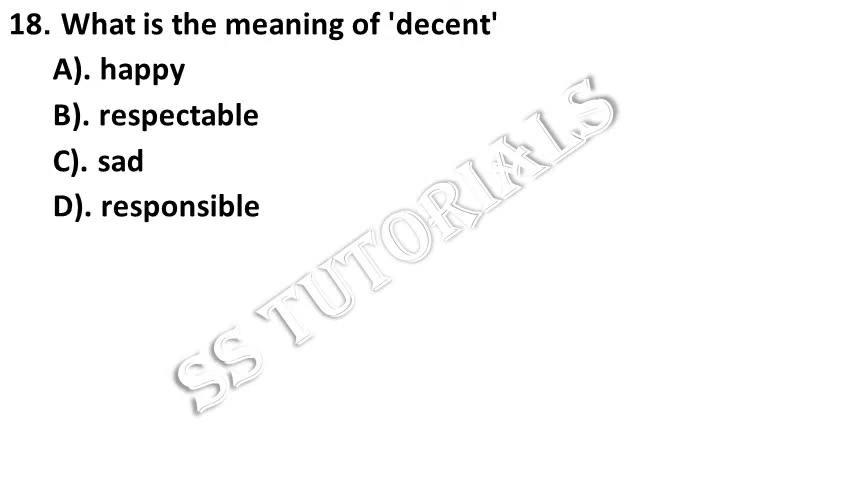 18. What is the meaning of 'decent'
A). happy
B). respectable
C). sad
D). responsible
SS TUTORIALS